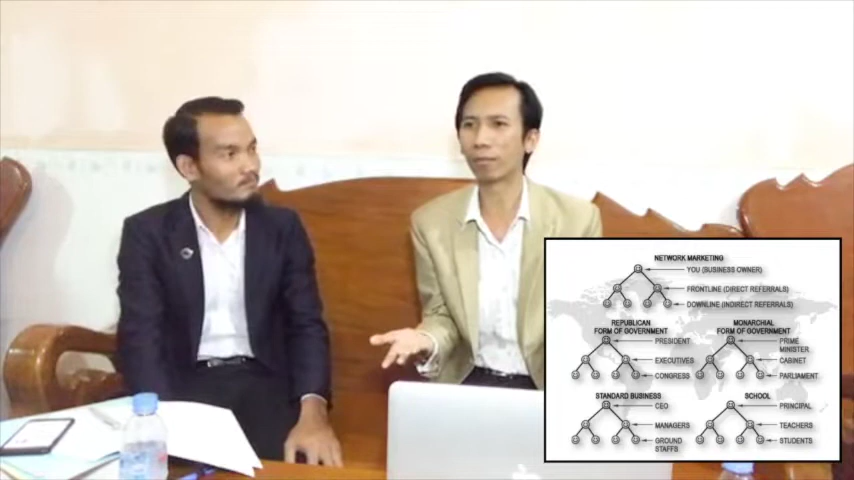 NETWORK MARKETING
YOU (BUSINESS OWNER)
FRONTLINE (DIRECT REFERRALS)
DOWNLINE (INDIRECT REFERRALS)
REPUBLICAN
FORM OF GOVERNMENT
PRESIDENT
EXECUTIVES
CONGRESS
MONARCHIAL
FORM OF GOVERNMENT
PRIME
MINISTER
CABINET
PARLIAMENT
STANDARD BUSINESS
CEO
MANAGERS
GROUND
STAFFS
SCHOOL
PRINCIPAL
TEACHERS
STUDENTS